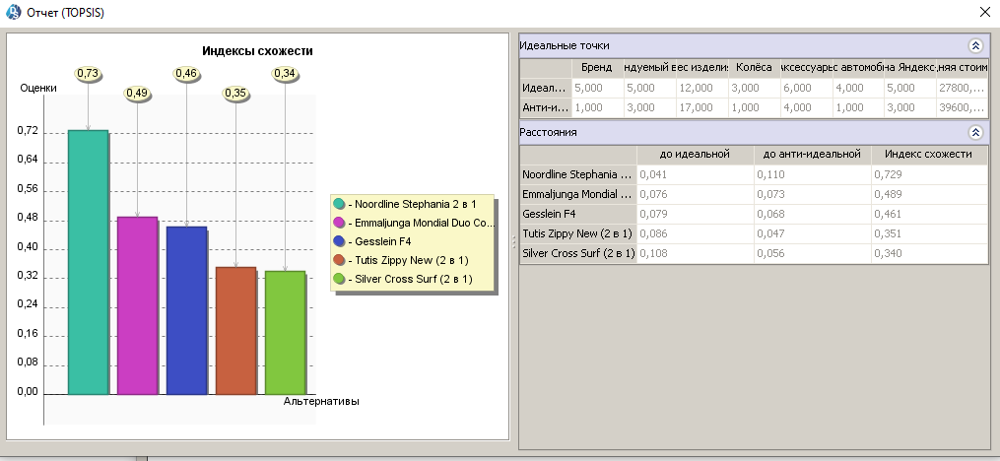 Отчет (TOPSIS)
Индексы схожести
0,73 0,46 0,34
0,49 0,35
Оценки
0,72
0,64
0,56
0,48
0,40
0,32
0,24
0,16
0,08
0,00
Альтернативы
- Noordline Stephania 2 в 1
- Emmaljunga Mondial Duo Co...
- Gesslein F4
- Tutis Zippy New (2 в 1)
- Silver Cross Surf (2 в 1)
Идеальные точки
Бренд ндуемый вес изделия Колёса ксессуары с автомоби на Яндекс- няя стоим
Идеал... 5,000 5,000 12,000 3,000 6,000 4,000 5,000 27800,...
Анти-и... 1,000 3,000 17,000 1,000 4,000 1,000 3,000 39600,...
Расстояния
до идеальной до анти-идеальной Индекс схожести
Noordline Stephania ... 0,041 0,110 0,729
Emmaljunga Mondial ... 0,076 0,073 0,489
Gesslein F4 0,079 0,068 0,461
Tutis Zippy New (2 в 1) 0,086 0,047 0,351
Silver Cross Surf (2 в 1) 0,108 0,056 0,340